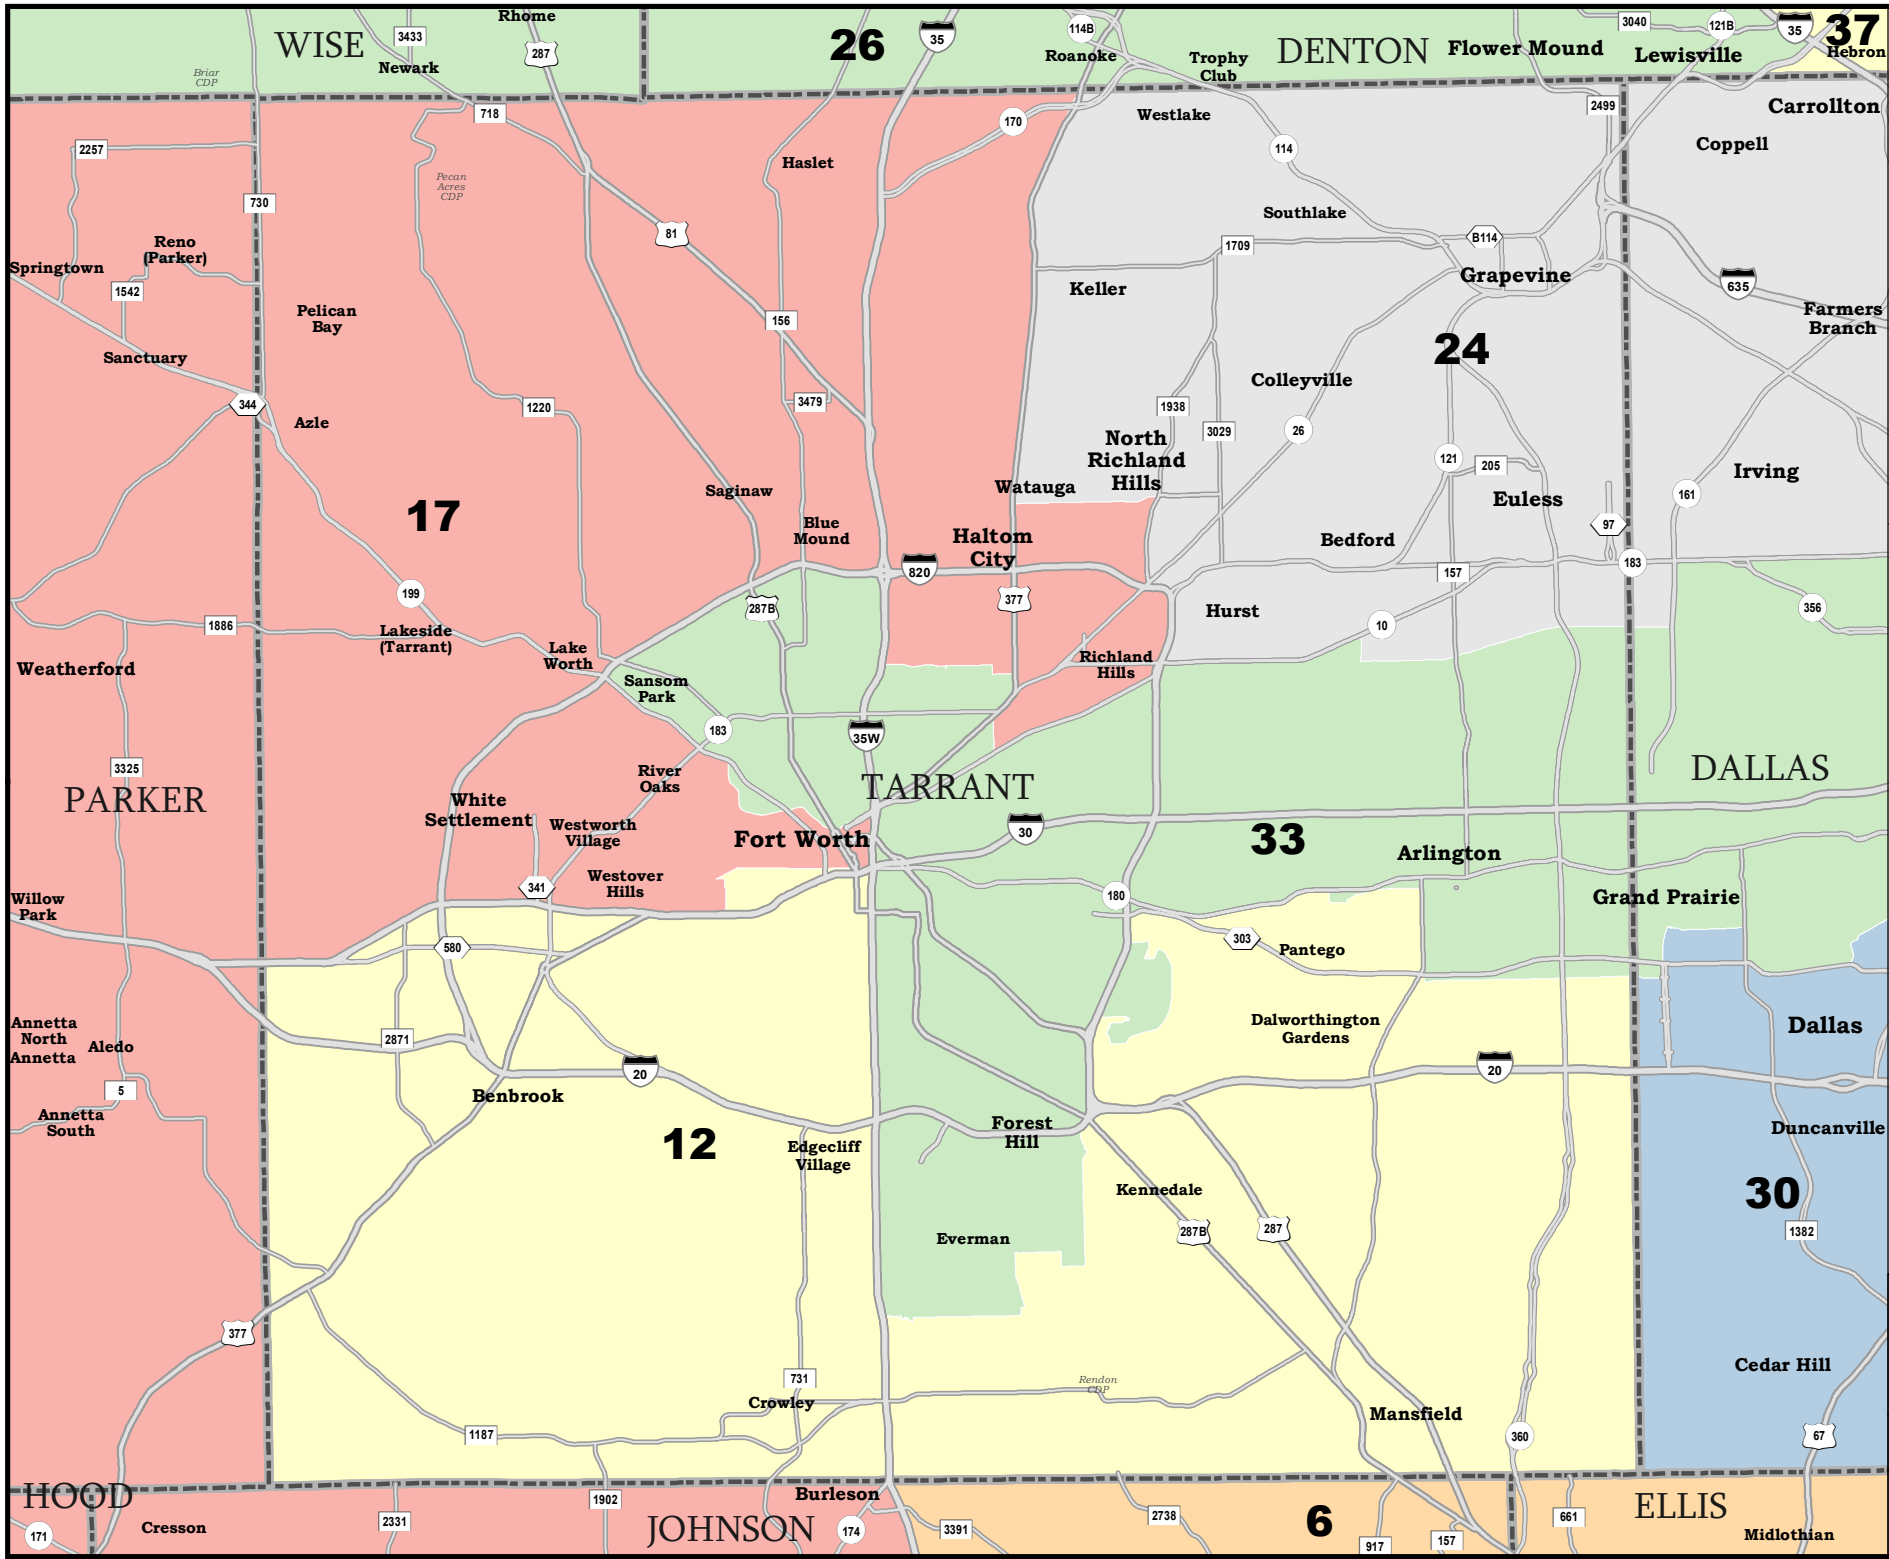 Rhome
WISE
3433
287
26
35
114B
Roanoke
Trophy
Club
DENTON
Flower Mound
3040
121B
Lewisville
35
37
Hebron
Newark
Briar
CDP
718
170
Westlake
2499
Carrollton
Coppell
2257
114
Haslet
Pecan
Acres
CDP
730
81
Southlake
1709
B114
Grapevine
635
Reno
(Parker)
Springtown
1542
Keller
Farmers
Branch
Pelican
Bay
156
24
Sanctuary
Colleyville
344
Azle
1220
3479
1938
3029
26
North
Richland
Hills
121
205
Irving
161
Watauga
Euless
Saginaw
17
Blue
Mound
Haltom
City
97
Bedford
183
820
157
199
287B
377
Hurst
10
356
1886
Lakeside
(Tarrant)
Lake
Worth
Richland
Hills
Weatherford
Sansom
Park
183
35W
3325
PARKER
River
Oaks
TARRANT
DALLAS
White
Settlement
Westworth
Village
Fort Worth
30
33
Arlington
341
Westover
Hills
180
Grand Prairie
Willow
Park
580
303
Pantego
Annetta
North
Annetta
Aledo
2871
Dalworthington
Gardens
Dallas
5
20
20
Benbrook
Annetta
South
12
Edgecliff
Village
Forest
Hill
Duncanville
Kennedale
30
287B
287
1382
Everman
377
Cedar Hill
731
Rendon
CDP
Crowley
Mansfield
1187
360
67
HOOD
1902
Burleson
171
Cresson
2331
JOHNSON
174
3391
2738
6
917
157
661
ELLIS
Midlothian